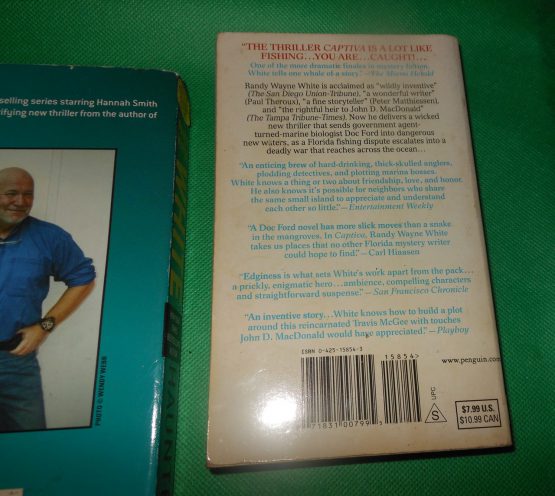 -selling series starring Hannah Smith
rifying new thriller from the author of
PHOTO © WENDY WEBB
"THE THRILLER CAPTIVA IS A LOT LIKE
FISHING...YOU ARE...CAUGHT!...
One of the more dramatic finales in mystery fiction.
White tells one whale of a story."—The Miami Herald
Randy Wayne White is acclaimed as "wildly inventive"
(The San Diego Union-Tribune), "a wonderful writer"
(Paul Theroux), "a fine storyteller" (Peter Matthiessen),
and "the rightful heir to John D. MacDonald"
(The Tampa Tribune-Times). Now he delivers a wicked
new thriller that sends government agent-
turned-marine biologist Doc Ford into dangerous
new waters, as a Florida fishing dispute escalates into a
deadly war that reaches across the ocean...
"An enticing brew of hard-drinking, thick-skulled anglers,
plodding detectives, and plotting marina bosses.
White knows a thing or two about friendship, love, and honor.
He also knows it's possible for neighbors who share
the same small island to appreciate and understand
each other so little."—Entertainment Weekly
"A Doc Ford novel has more slick moves than a snake
in the mangroves. In Captiva, Randy Wayne White
takes us places that no other Florida mystery writer
could hope to find."—Carl Hiaasen
"Edginess is what sets White's work apart from the pack...
a prickly, enigmatic hero...ambience, compelling characters
and straightforward suspense."—San Francisco Chronicle
"An inventive story...White knows how to build a plot
around this reincarnated Travis McGee with touches
John D. MacDonald would have appreciated."—Playboy
ISBN 0-425-15854-3
15854>
71831 00799
www.penguin.com
S
UPC
$7.99 U.S.
$10.99 CAN